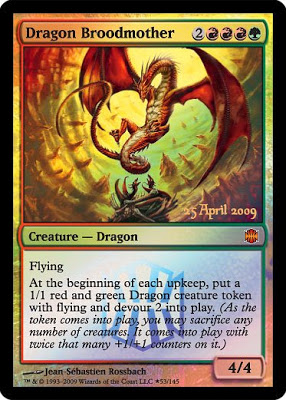 Dragon Broodmother 2
25 April 2009
Creature — Dragon
Flying
At the beginning of each upkeep, put a
1/1 red and green Dragon creature token
with flying and devour 2 into play. (As the
token comes into play, you may sacrifice any
number of creatures. It comes into play with
twice that many +1/+1 counters on it.)
4/4
Jean-Sébastien Rossbach
™ & © 1993–2009 Wizards of the Coast LLC ★53/145